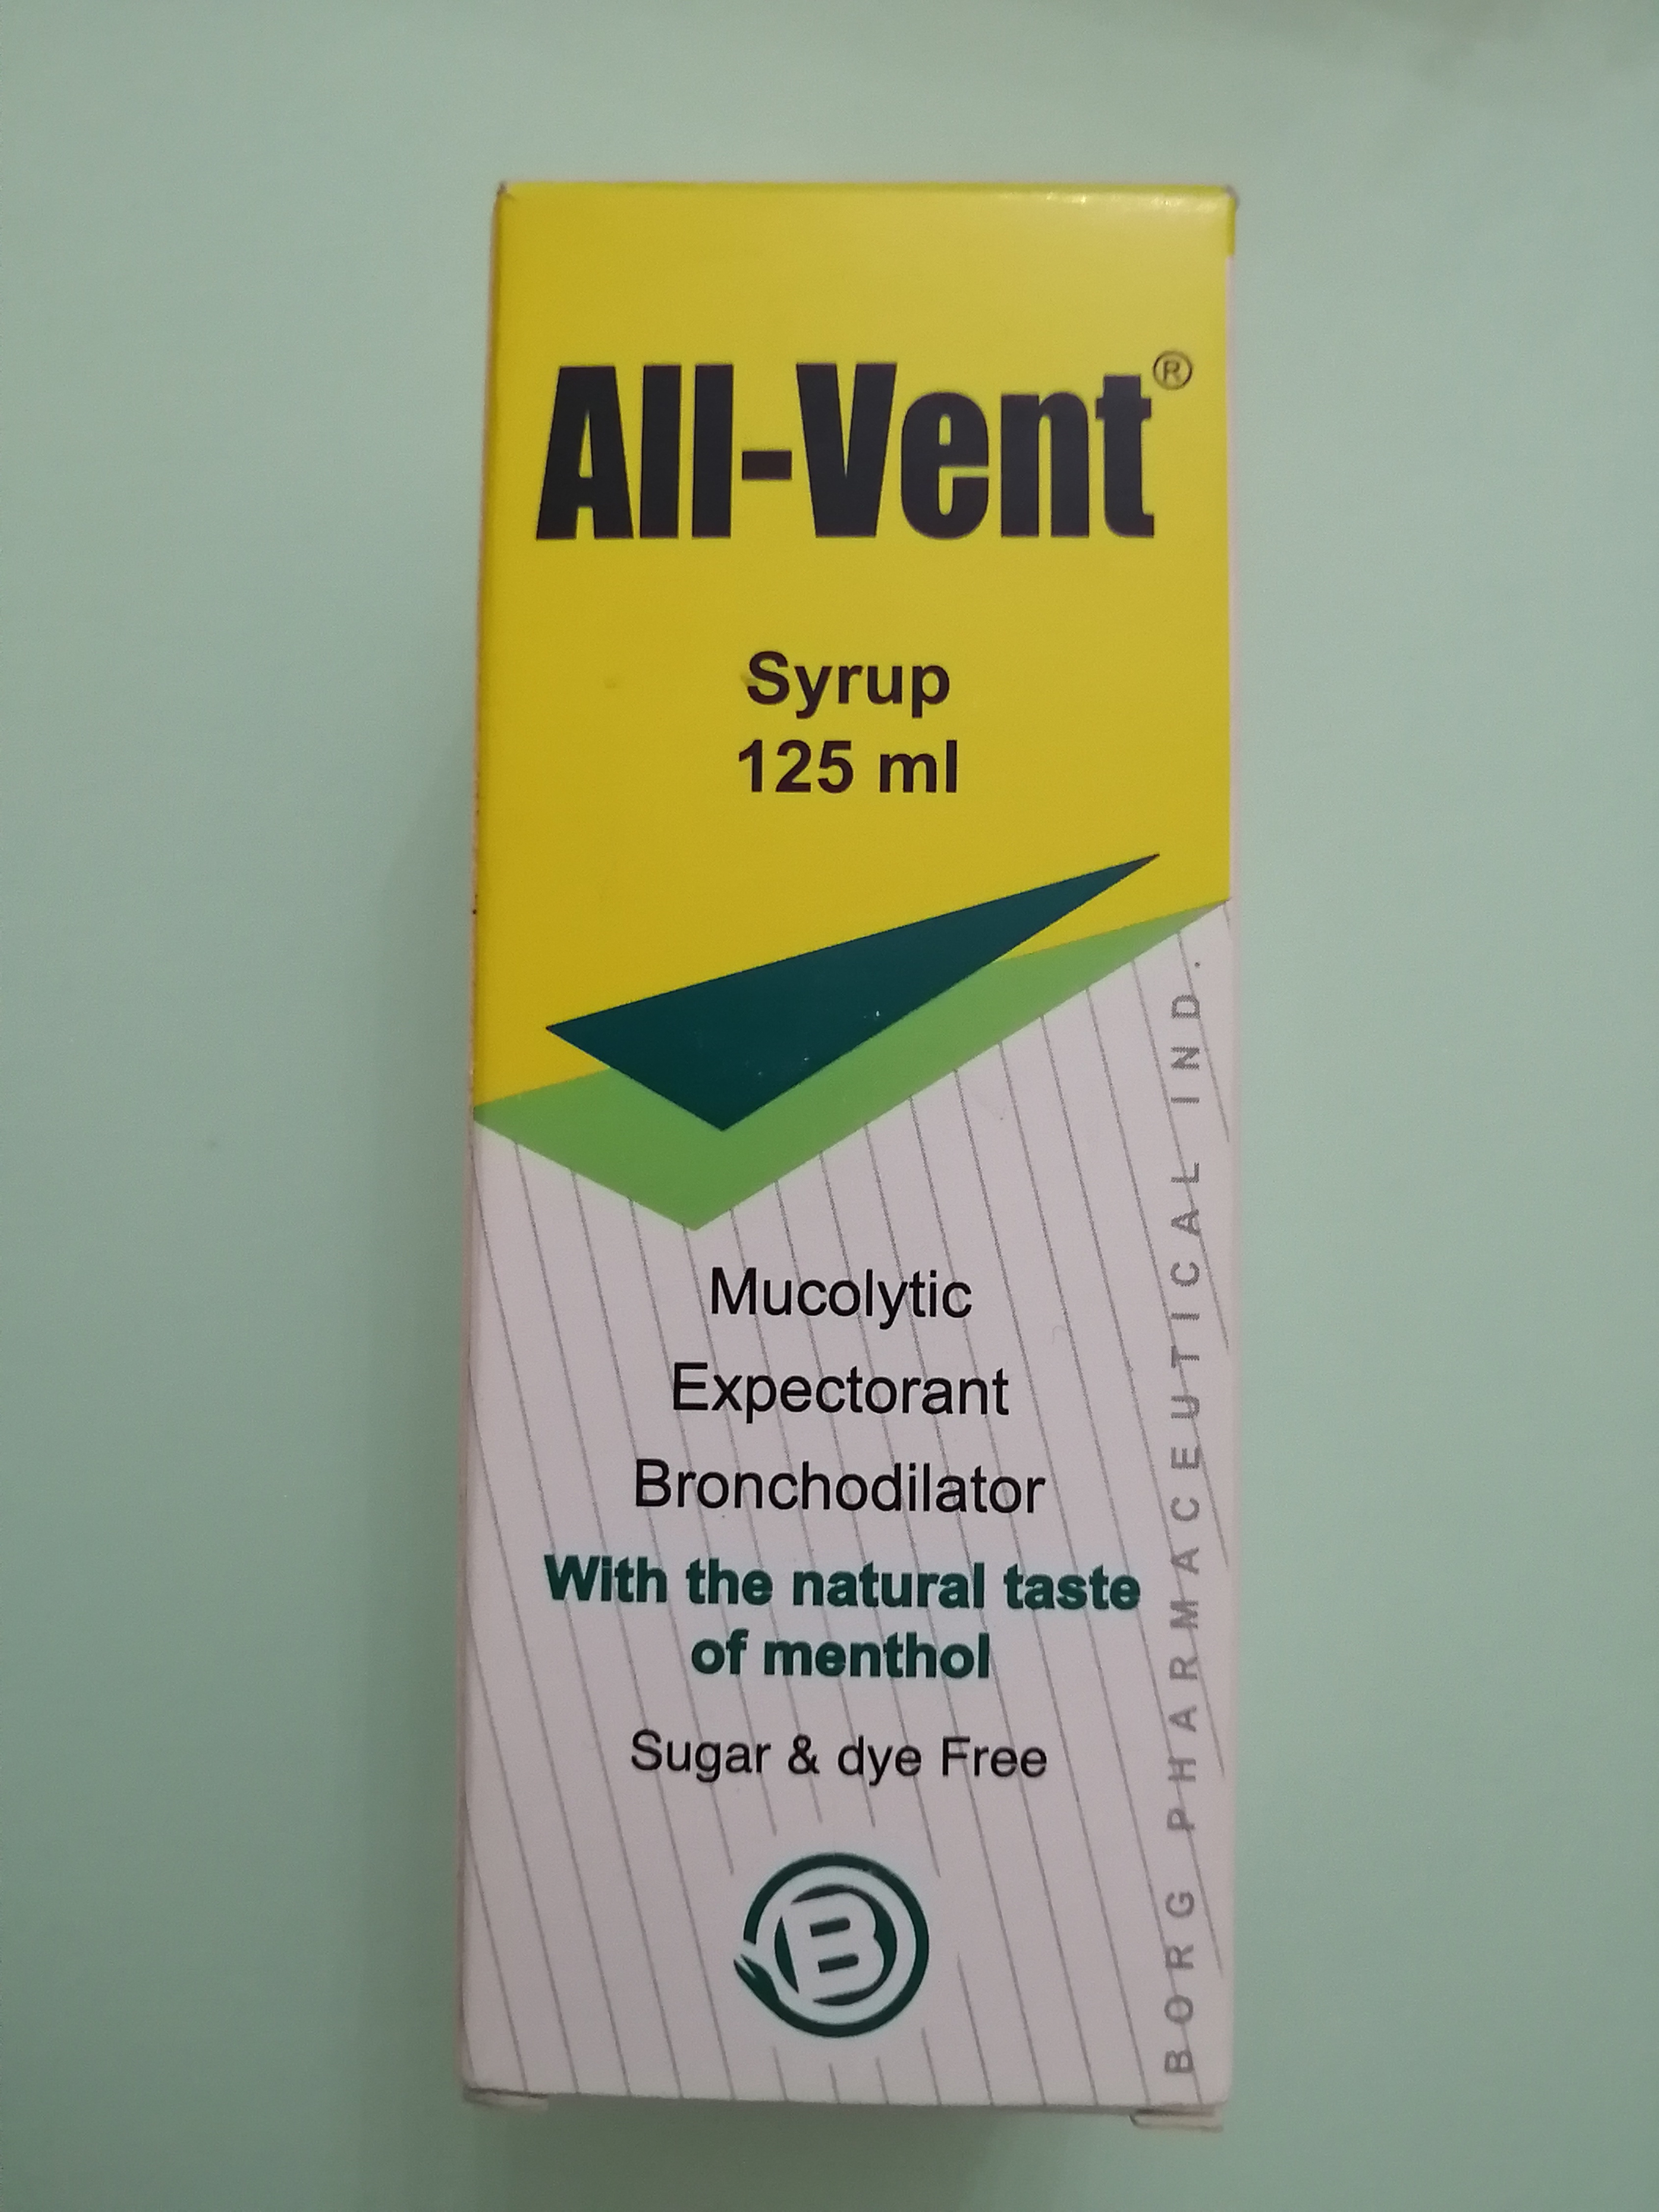 All-Vent®
Syrup
125 ml
Mucolytic
Expectorant
Bronchodilator
With the natural taste
of menthol
Sugar & dye Free
B
BORG PHARMACEUTICAL IND.